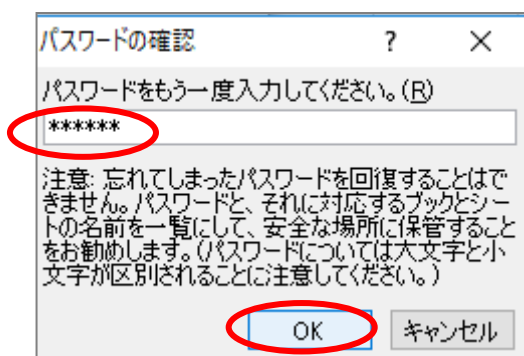 パスワードの確認 ? ×
パスワードをもう一度入力してください。(R)
******
注意: 忘れてしまったパスワードを回復することはで
きません。パスワードと、それに対応するブックとシー
トの名前を一覧にして、安全な場所に保管すること
をお勧めします。(パスワードについては大文字と小
文字が区別されることに注意してください。)
OK キャンセル